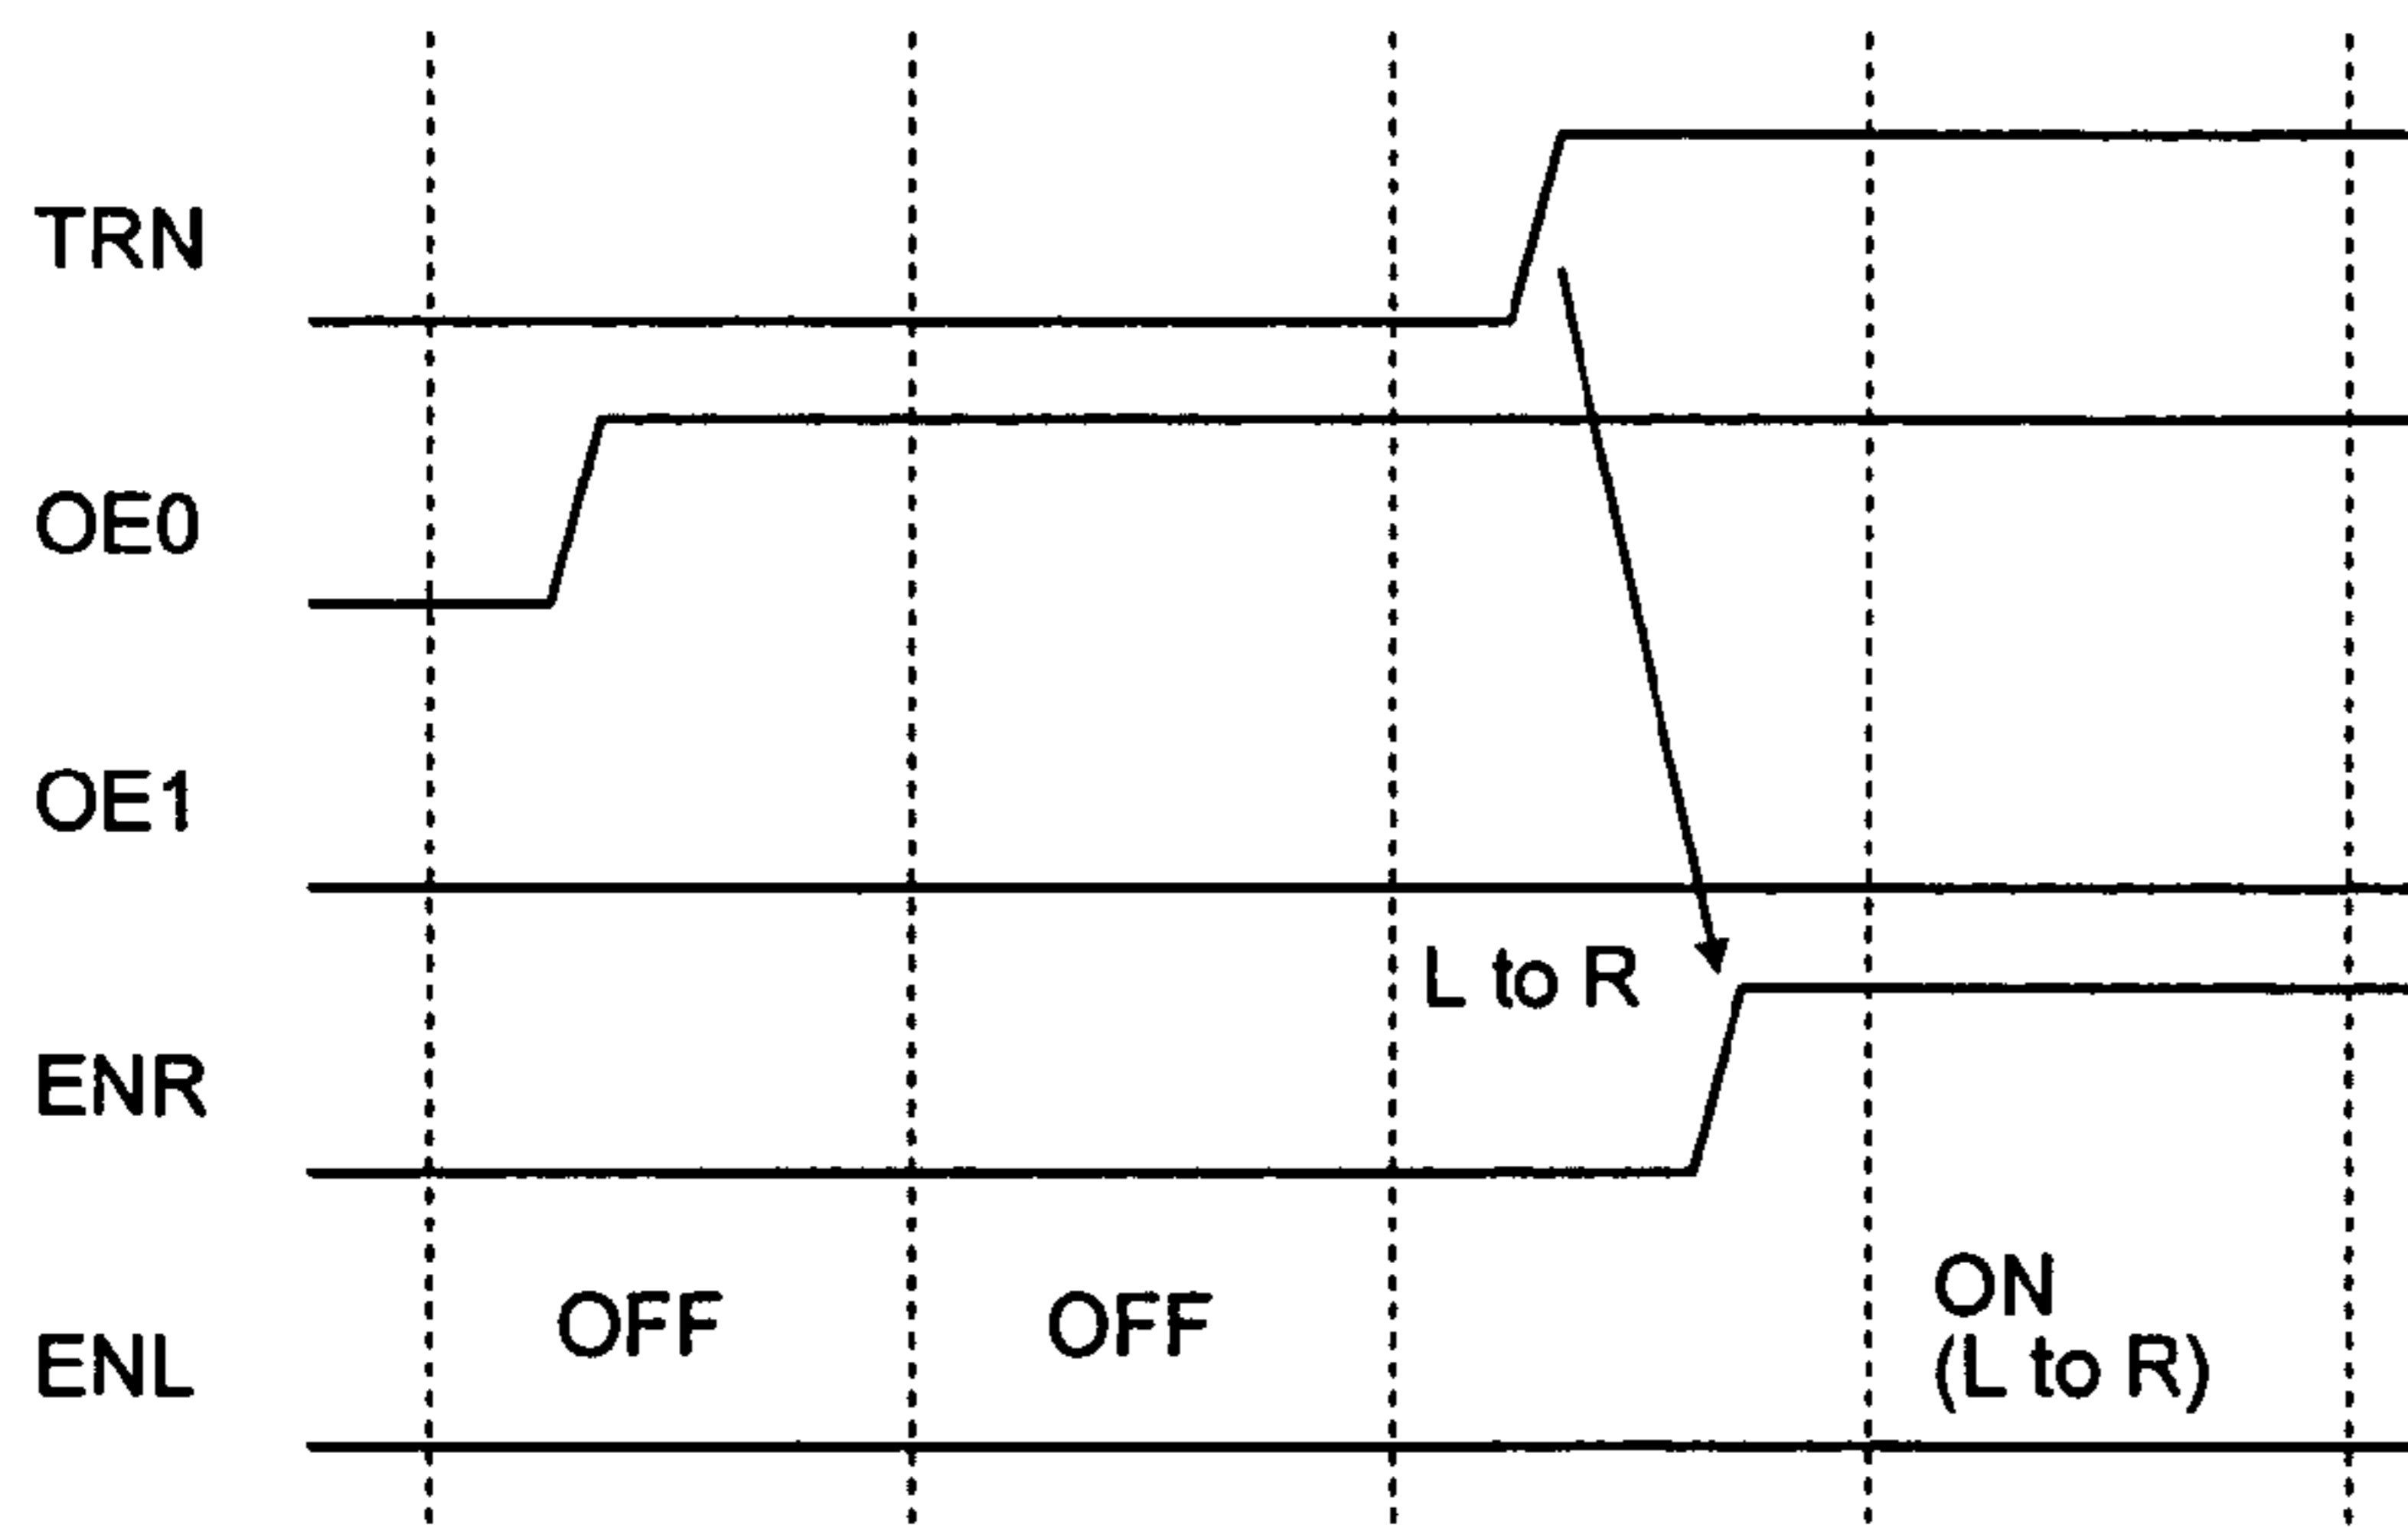 TRN
OE0
OE1
L to R
ENR
ENL
OFF
OFF
ON
(L to R)